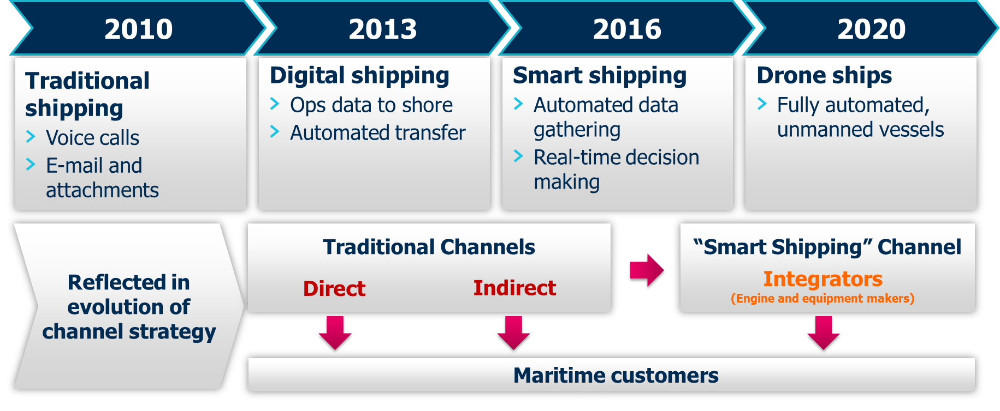 2010
2013
2016
2020
Traditional
shipping
Voice calls
E-mail and
attachments
Digital shipping
Ops data to shore
Automated transfer
Smart shipping
Automated data
gathering
Real-time decision
making
Drone ships
Fully automated,
unmanned vessels
Reflected in
evolution of
channel strategy
Traditional Channels
Direct
Indirect
“Smart Shipping” Channel
Integrators
(Engine and equipment makers)
Maritime customers